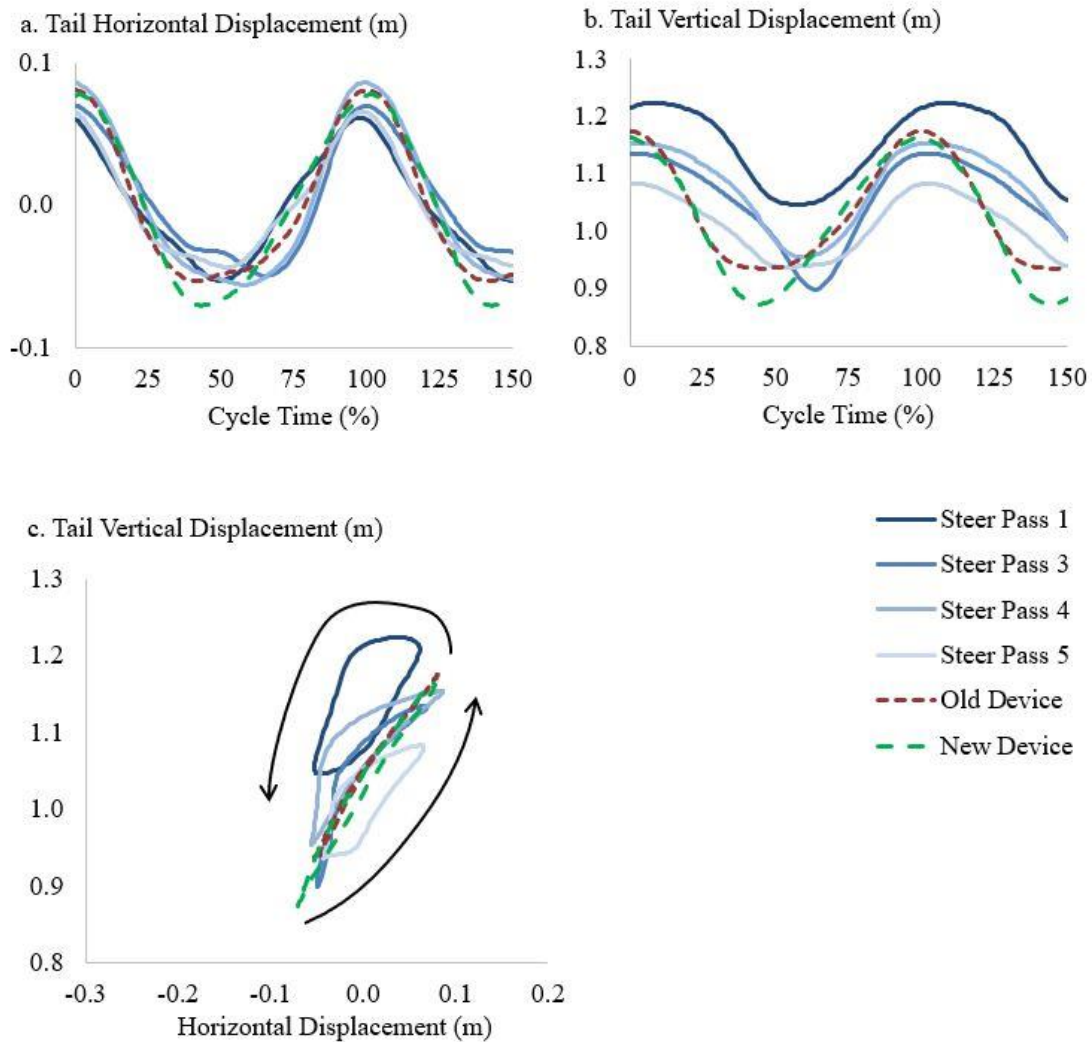 a. Tail Horizontal Displacement (m)
0.1
0.0
-0.1
0 25 50 75 100 125 150
Cycle Time (%)
b. Tail Vertical Displacement (m)
1.3
1.2
1.1
1.0
0.9
0.8
0 25 50 75 100 125 150
Cycle Time (%)
c. Tail Vertical Displacement (m)
1.3
1.2
1.1
1.0
0.9
0.8
-0.3 -0.2 -0.1 0.0 0.1 0.2
Horizontal Displacement (m)
Steer Pass 1
Steer Pass 3
Steer Pass 4
Steer Pass 5
Old Device
New Device